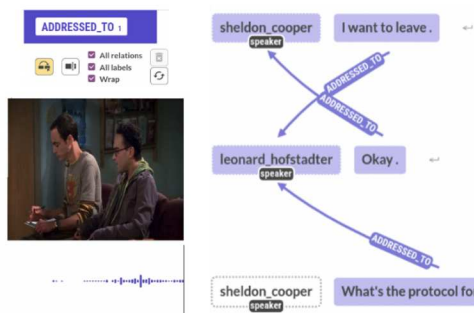 ADDRESSED_TO 1
All relations
All labels
Wrap
sheldon_cooper I want to leave .
speaker
ADDRESSED_TO
ADDRESSED_TO
leonard_hofstadter Okay .
speaker
ADDRESSED_TO
sheldon_cooper What's the protocol fo
speaker